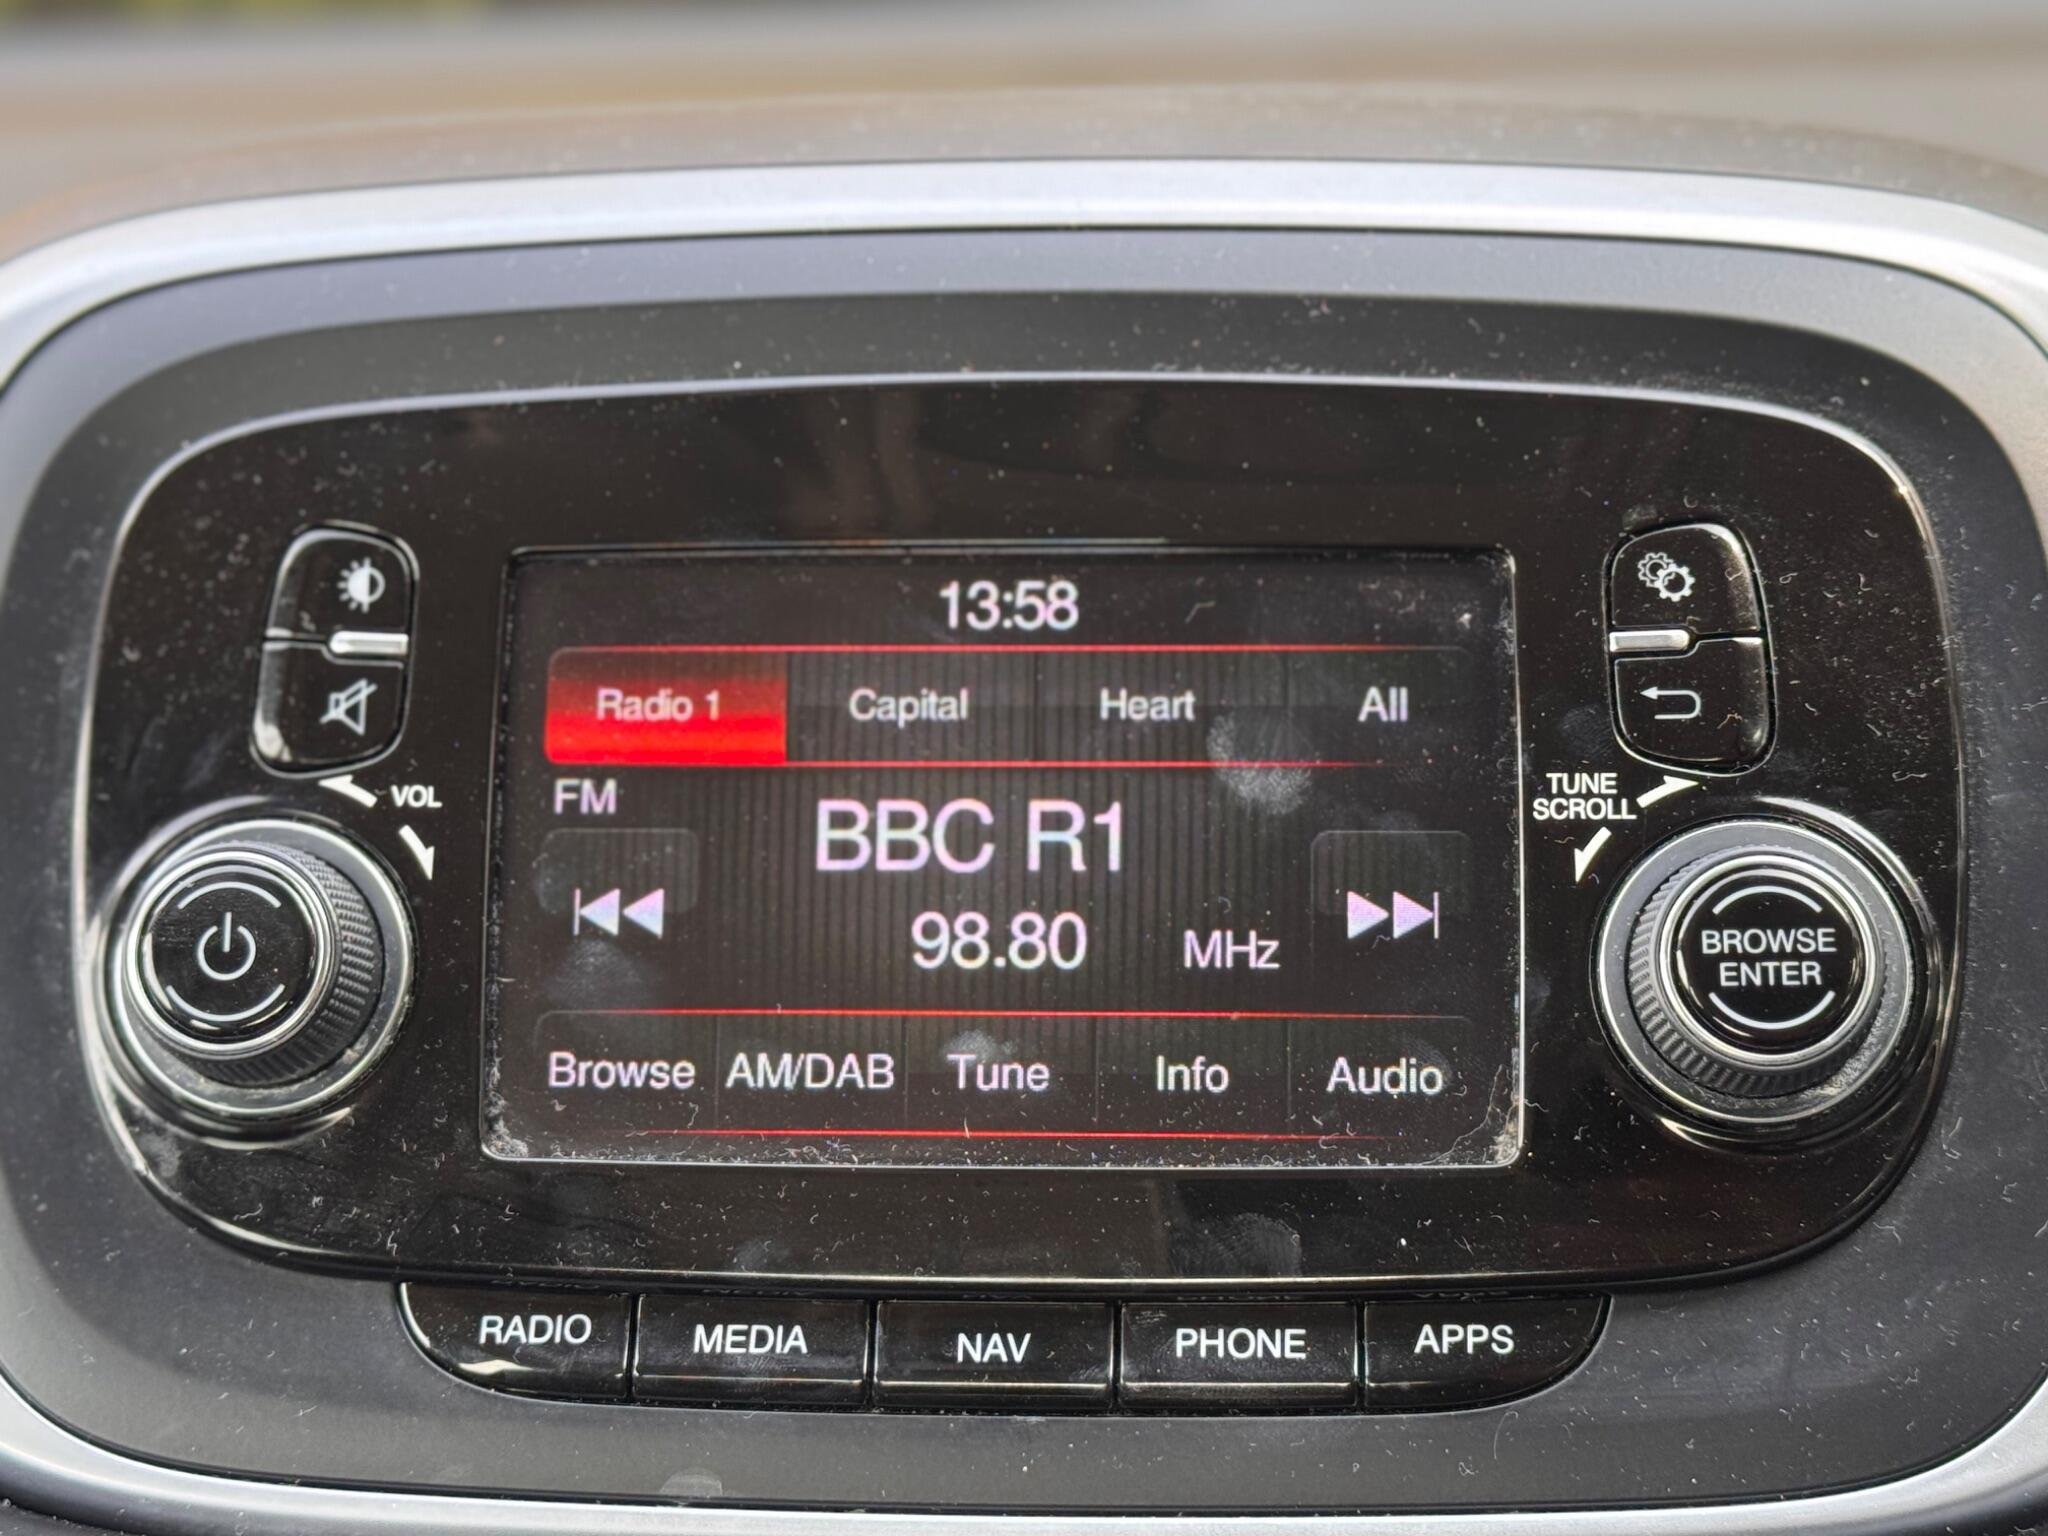 13:58
Radio 1 Capital Heart All
VOL
FM
BBC R1
98.80 MHz
TUNE
SCROLL
BROWSE
ENTER
Browse AM/DAB Tune Info Audio
RADIO MEDIA NAV PHONE APPS